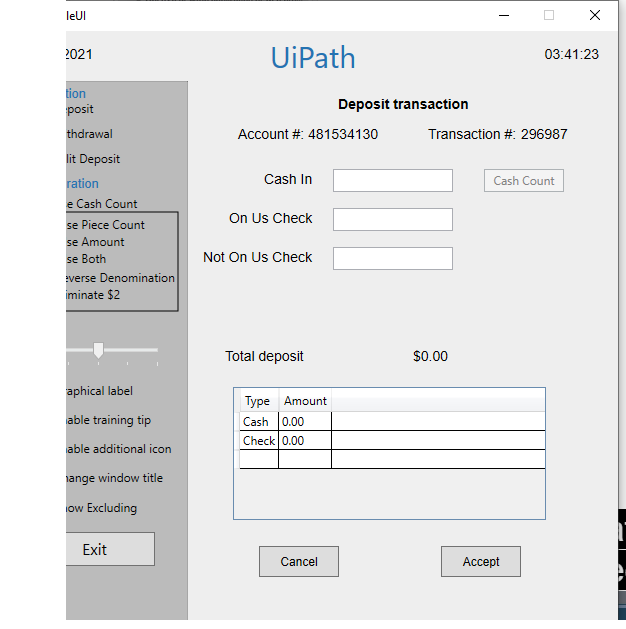 leUI
2021
UiPath
03:41:23
tion
posit
thdrawal
lit Deposit
ration
e Cash Count
se Piece Count
se Amount
se Both
everse Denomination
iminate $2
raphical label
able training tip
able additional icon
hange window title
ow Excluding
Exit
Deposit transaction
Account #: 481534130
Transaction #: 296987
Cash In
Cash Count
On Us Check
Not On Us Check
Total deposit
$0.00
Type Amount
Cash 0.00
Check 0.00
Cancel
Accept